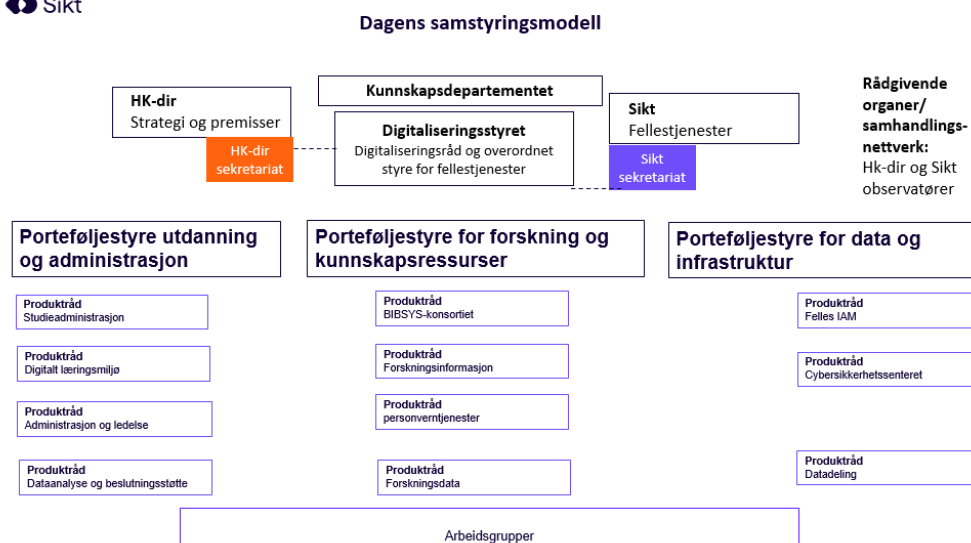 Sikt
Dagens samstyringsmodell
HK-dir
Strategi og premisser
HK-dir
sekretariat
Kunnskapsdepartementet
Digitaliseringsstyret
Digitaliseringsråd og overordnet
styre for fellestjenester
Sikt
Fellestjenester
Sikt
sekretariat
Rådgivende
organer/
samhandlings-
nettverk:
Hk-dir og Sikt
observatører
Porteføljestyre utdanning
og administrasjon
Produktråd
Studieadministrasjon
Produktråd
Digitalt læringsmiljø
Produktråd
Administrasjon og ledelse
Produktråd
Dataanalyse og beslutningsstøtte
Porteføljestyre for forskning og
kunnskapsressurser
Produktråd
BIBSYS-konsortiet
Produktråd
Forskningsinformasjon
Produktråd
personverntjenester
Produktråd
Forskningsdata
Porteføljestyre for data og
infrastruktur
Produktråd
Felles IAM
Produktråd
Cybersikkerhetssenteret
Produktråd
Datadeling
Arbeidsgrupper